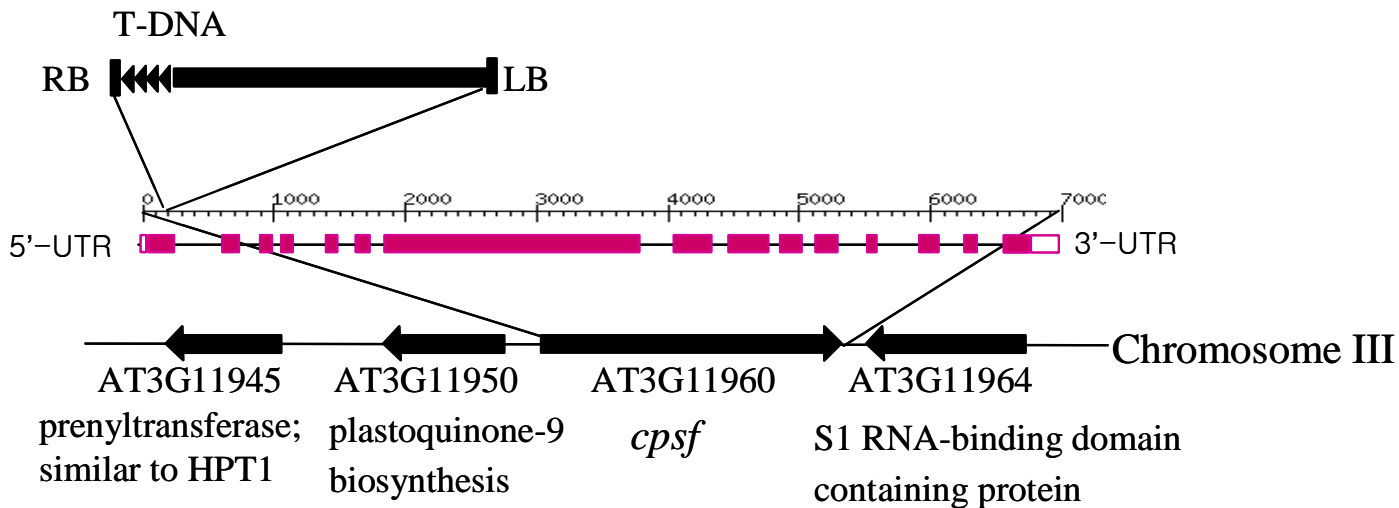 T-DNA
RB LB
0 1000 2000 3000 4000 5000 6000 7000
5’-UTR 3’-UTR
Chromosome III
AT3G11945 AT3G11950 AT3G11960 AT3G11964
prenyltransferase; plastoquinone-9 cpsf S1 RNA-binding domain
similar to HPT1 biosynthesis containing protein